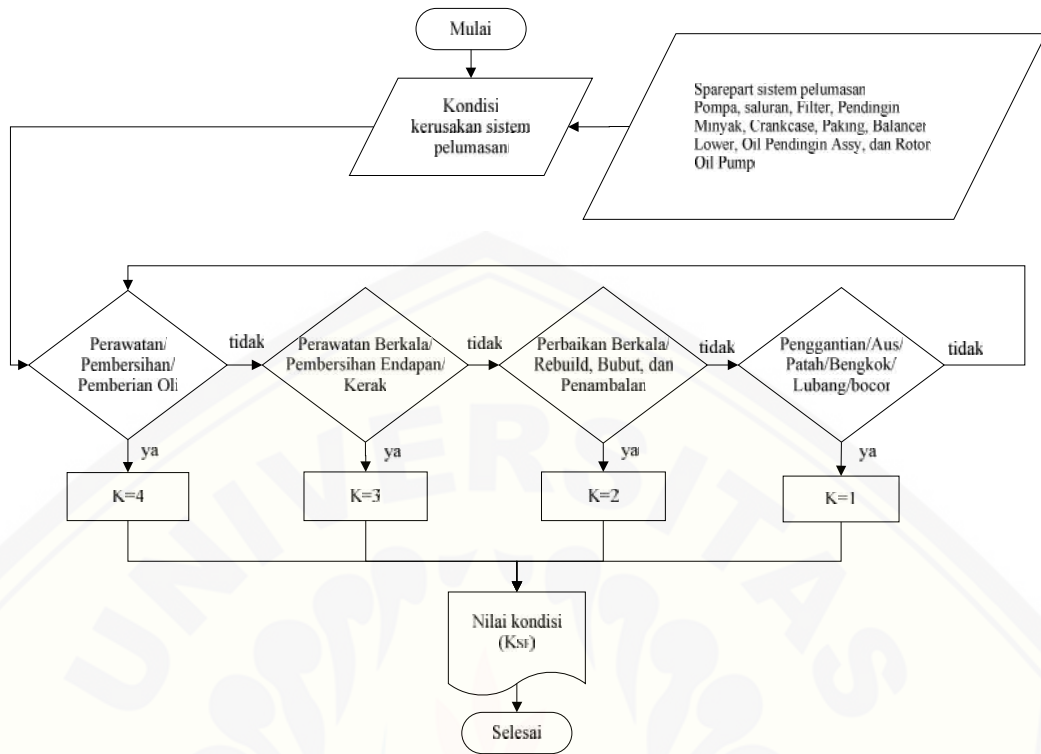 Mulai
Kondisi
kerusakan sistem
pelumasan
Sparepart sistem pelumasan
Pompa, saluran, Filter, Pendingin
Minyak, Crankcase, Paking, Balancer
Lower, Oil Pendingin Assy, dan Rotor
Oil Pump
Perawatan/
Pembersihan/
Pemberian Oli
tidak
Perawatan Berkala/
Pembersihan Endapan/
Kerak
tidak
Perbaikan Berkala/
Rebuild, Bubut, dan
Penambalan
tidak
Penggantian/Aus/
Patah/Bengkok/
Lubang/bocor
tidak
ya
ya
ya
ya
K=4
K=3
K=2
K=1
Nilai kondisi
(KSP)
Selesai
UNIVERSITAS